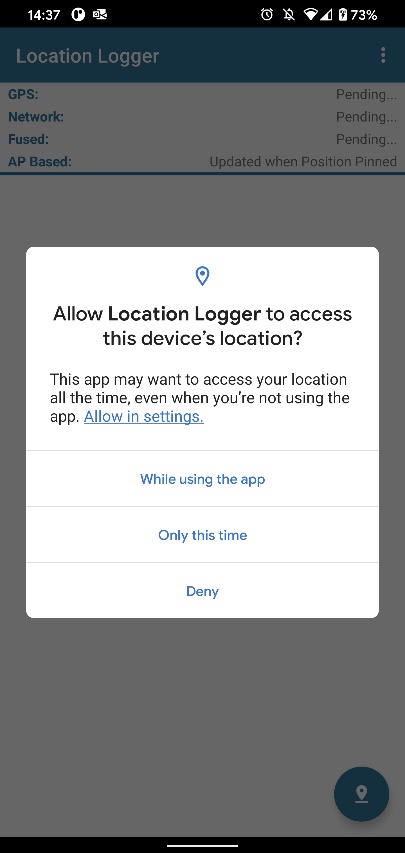 14:37 73%
Location Logger
GPS: Pending...
Network: Pending...
Fused: Pending...
AP Based: Updated when Position Pinned
Allow Location Logger to access
this device's location?
This app may want to access your location
all the time, even when you're not using the
app. Allow in settings.
While using the app
Only this time
Deny